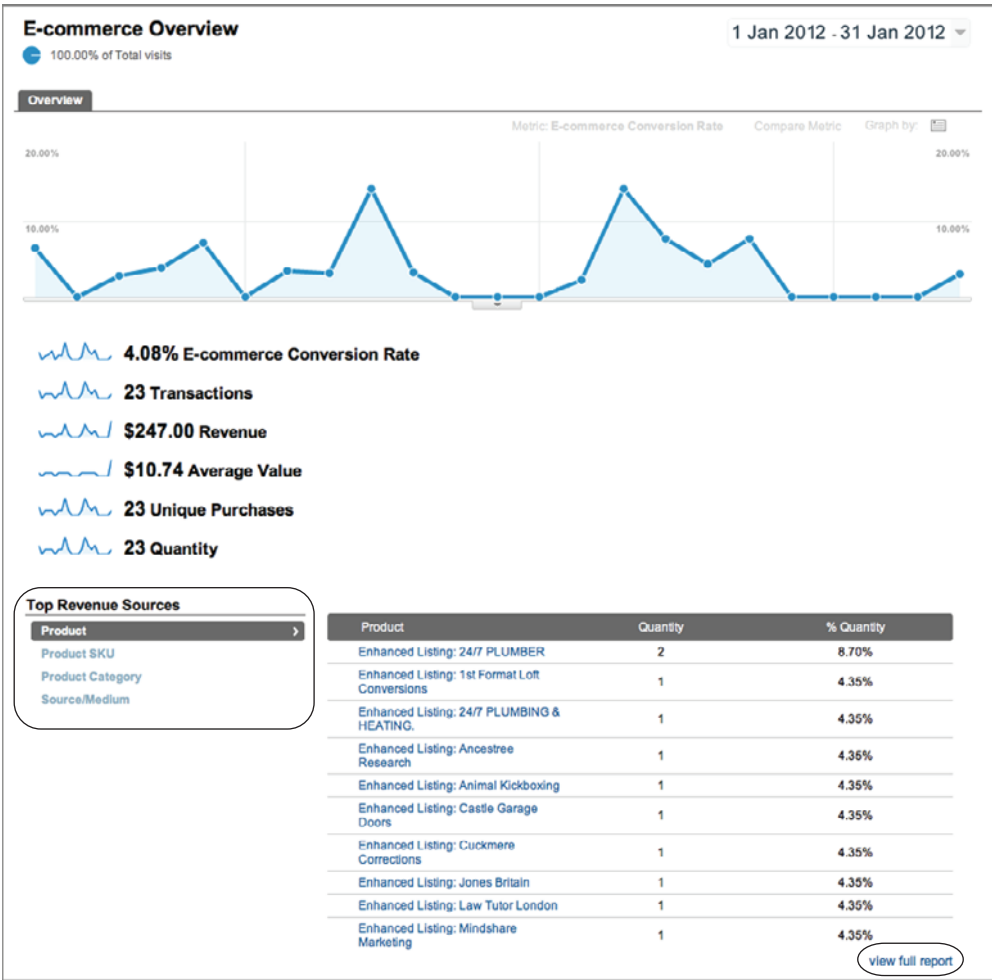 E-commerce Overview
1 Jan 2012 - 31 Jan 2012
100.00% of Total visits
Overview
Metric: E-commerce Conversion Rate Compare Metric Graph by:
20.00% 20.00%
10.00% 10.00%
4.08% E-commerce Conversion Rate
23 Transactions
$247.00 Revenue
$10.74 Average Value
23 Unique Purchases
23 Quantity
Top Revenue Sources
Product
Product SKU
Product Category
Source/Medium
Product Quantity % Quantity
Enhanced Listing: 24/7 PLUMBER 2 8.70%
Enhanced Listing: 1st Format Loft
Conversions 1 4.35%
Enhanced Listing: 24/7 PLUMBING &
HEATING. 1 4.35%
Enhanced Listing: Ancestree
Research 1 4.35%
Enhanced Listing: Animal Kickboxing 1 4.35%
Enhanced Listing: Castle Garage
Doors 1 4.35%
Enhanced Listing: Cuckmere
Corrections 1 4.35%
Enhanced Listing: Jones Britain 1 4.35%
Enhanced Listing: Law Tutor London 1 4.35%
Enhanced Listing: Mindshare
Marketing 1 4.35%
view full report